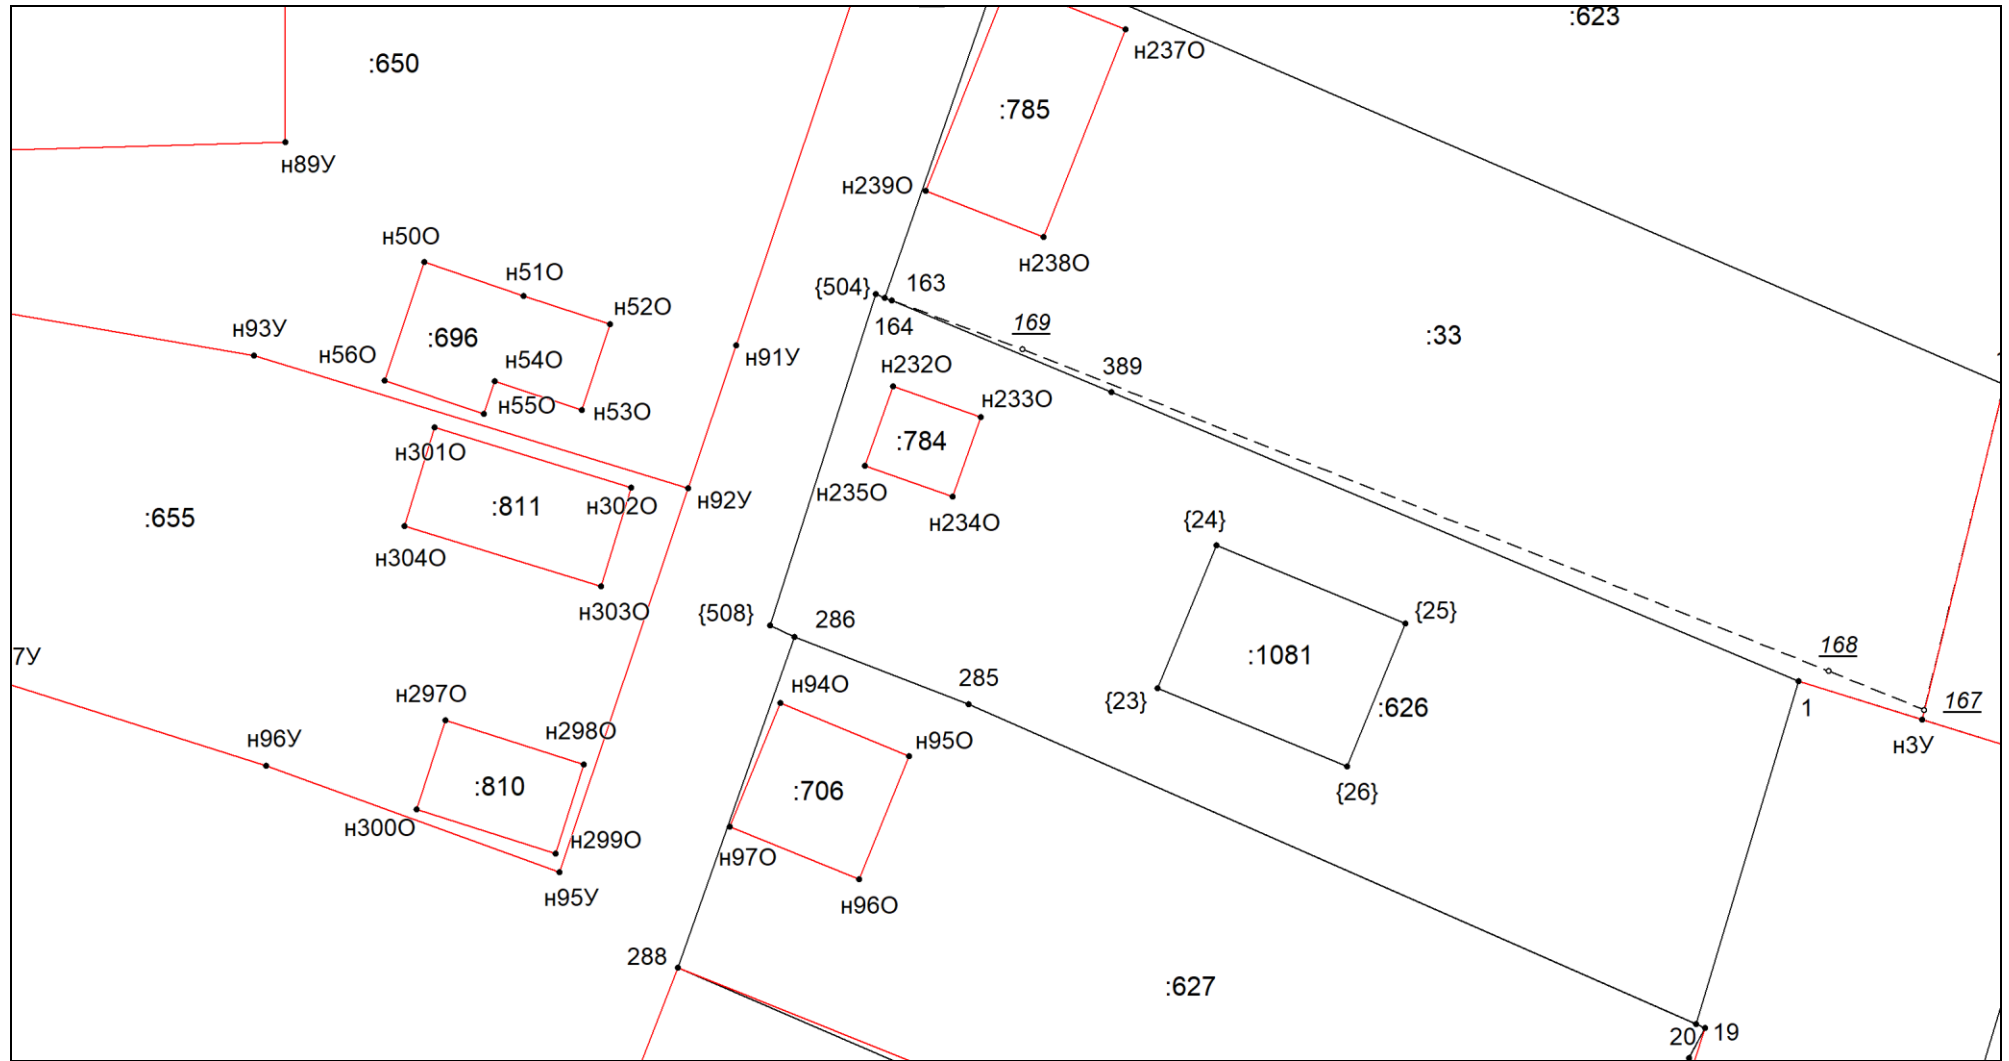 :623
:650
н237О
:785
н89У
н239О
н50О
н238О
н51О
{504}
163
н52О
164
169
:33
н93У
:696
н56О
н54О
н91У
н232О
389
н55О
н53О
н233О
:784
н301О
н235О
н92У
:811
н302О
:655
н234О
{24}
н304О
н303О
{508}
286
{25}
:1081
168
7У
н94О
285
{23}
:626
1
167
н297О
н298О
н96У
н95О
н3У
:810
:706
{26}
н300О
н299О
н97О
н95У
н96О
288
:627
20
19